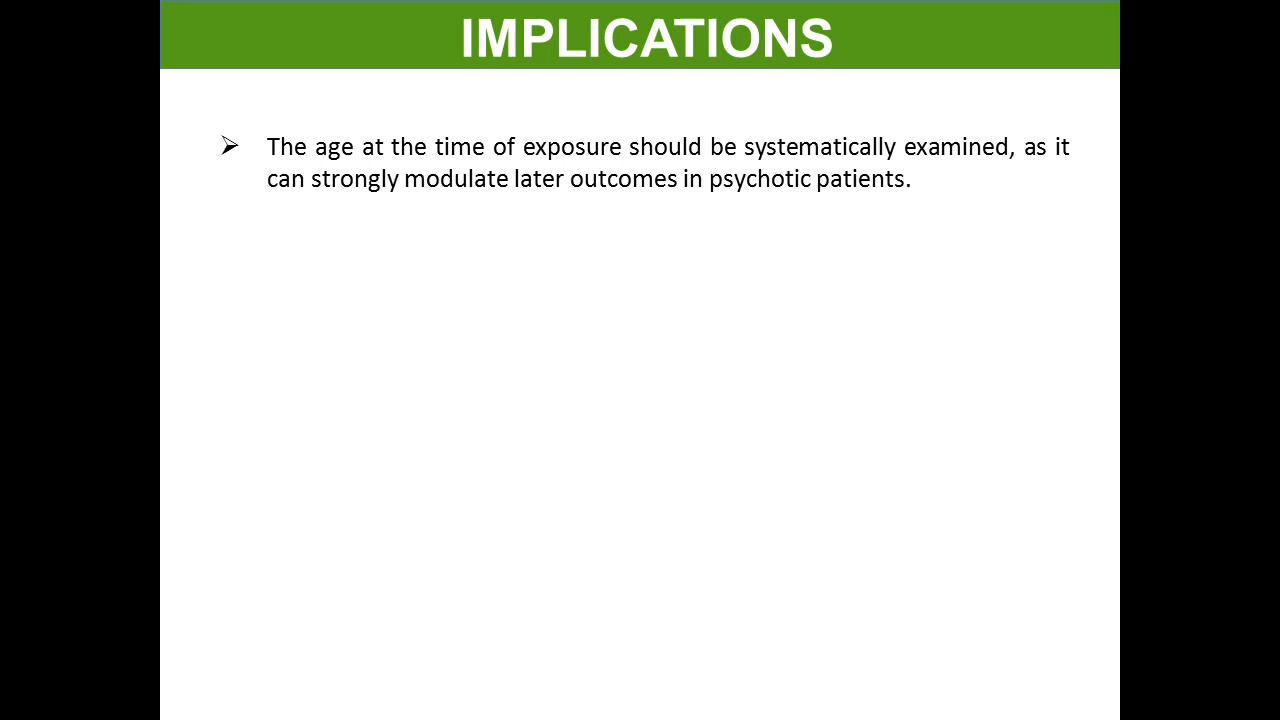 IMPLICATIONS
➢ The age at the time of exposure should be systematically examined, as it
can strongly modulate later outcomes in psychotic patients.